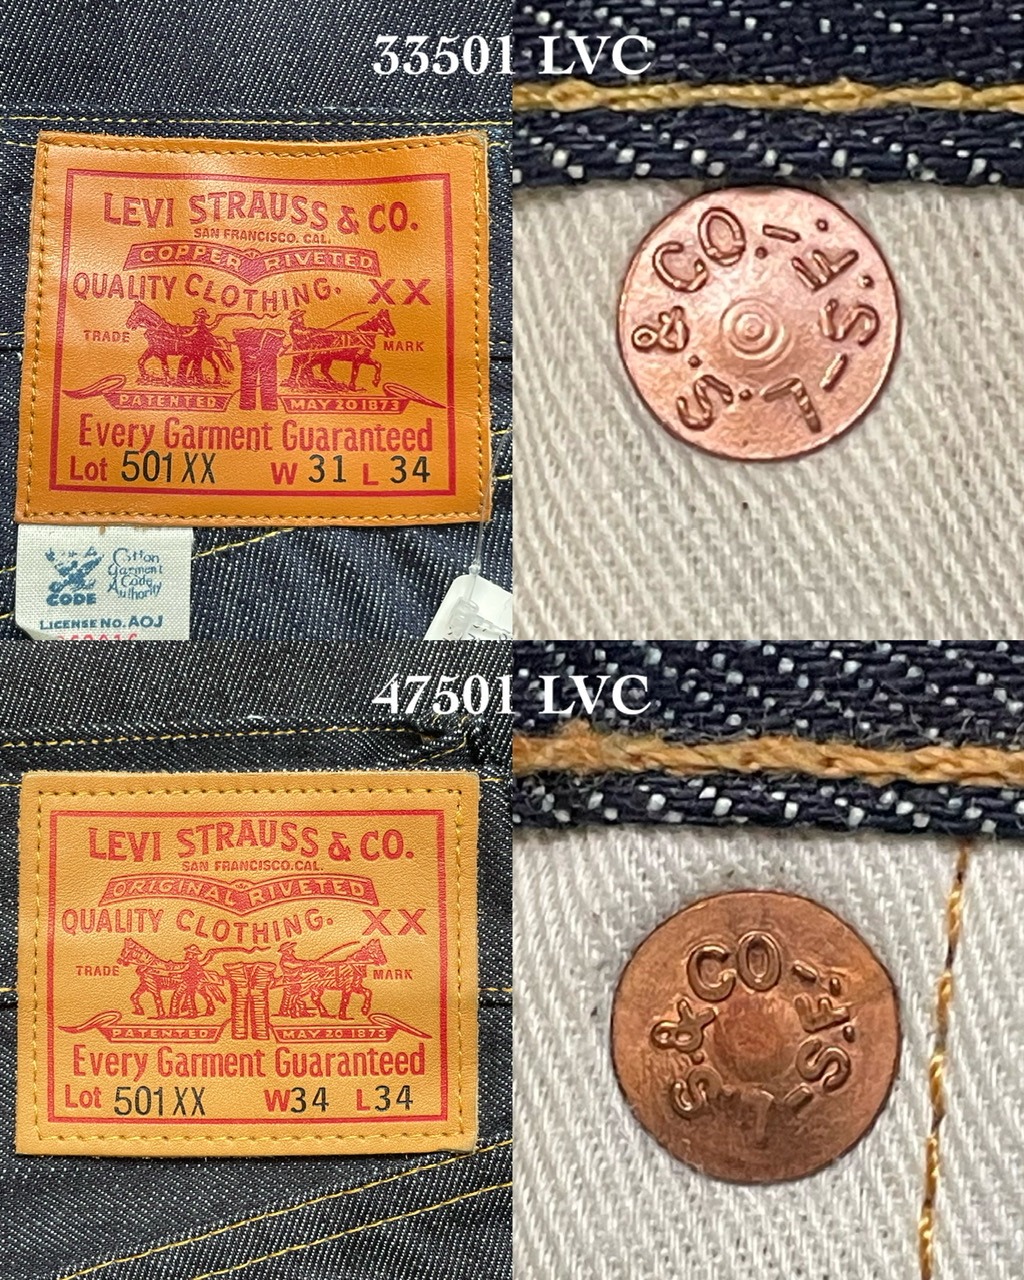 33501 LVC
LEVI STRAUSS & CO.
SAN FRANCISCO. CAL.
COPPER RIVETED
QUALITY CLOTHING. XX
TRADE MARK
PATENTED MAY 20 1873
Every Garment Guaranteed
Lot 501XX W 31 L 34
Cotton
Garment
Code
Authority
CODE
LICENSE No. AOJ
L.S. & CO.-S.F.-
47501 LVC
LEVI STRAUSS & CO.
SAN FRANCISCO.CAL.
ORIGINAL RIVETED
QUALITY CLOTHING. XX
TRADE MARK
PATENTED MAY 20 1873
Every Garment Guaranteed
Lot 501XX W34 L34
L.S.&CO-S.F.-